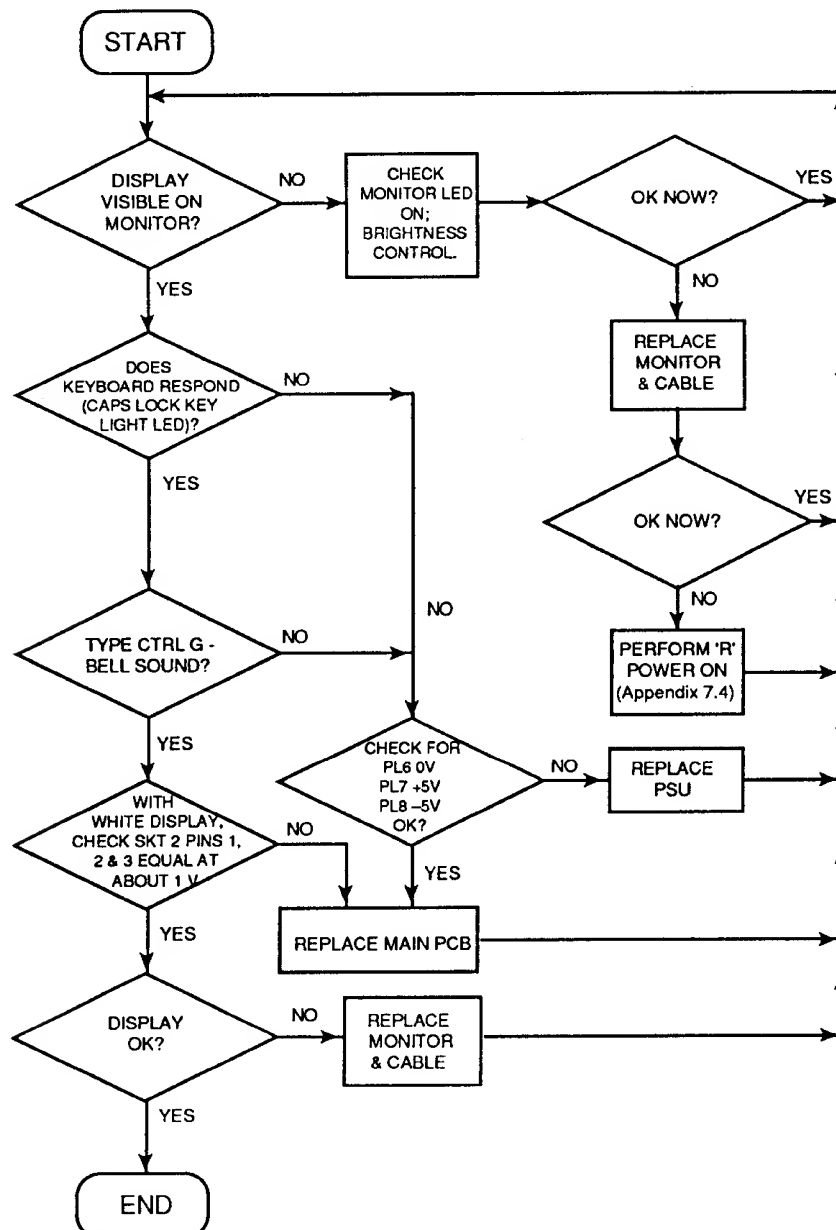 START
DISPLAY
VISIBLE ON
MONITOR?
NO
CHECK
MONITOR LED
ON;
BRIGHTNESS
CONTROL.
OK NOW?
YES
YES
NO
REPLACE
MONITOR
& CABLE
DOES
KEYBOARD RESPOND
(CAPS LOCK KEY
LIGHT LED)?
NO
YES
OK NOW?
YES
NO
NO
PERFORM 'R'
POWER ON
(Appendix 7.4)
TYPE CTRL G -
BELL SOUND?
NO
YES
CHECK FOR
PL6 0V
PL7 +5V
PL8 –5V
OK?
NO
REPLACE
PSU
YES
WITH
WHITE DISPLAY,
CHECK SKT 2 PINS 1,
2 & 3 EQUAL AT
ABOUT 1 V
NO
YES
REPLACE MAIN PCB
DISPLAY
OK?
NO
REPLACE
MONITOR
& CABLE
YES
END